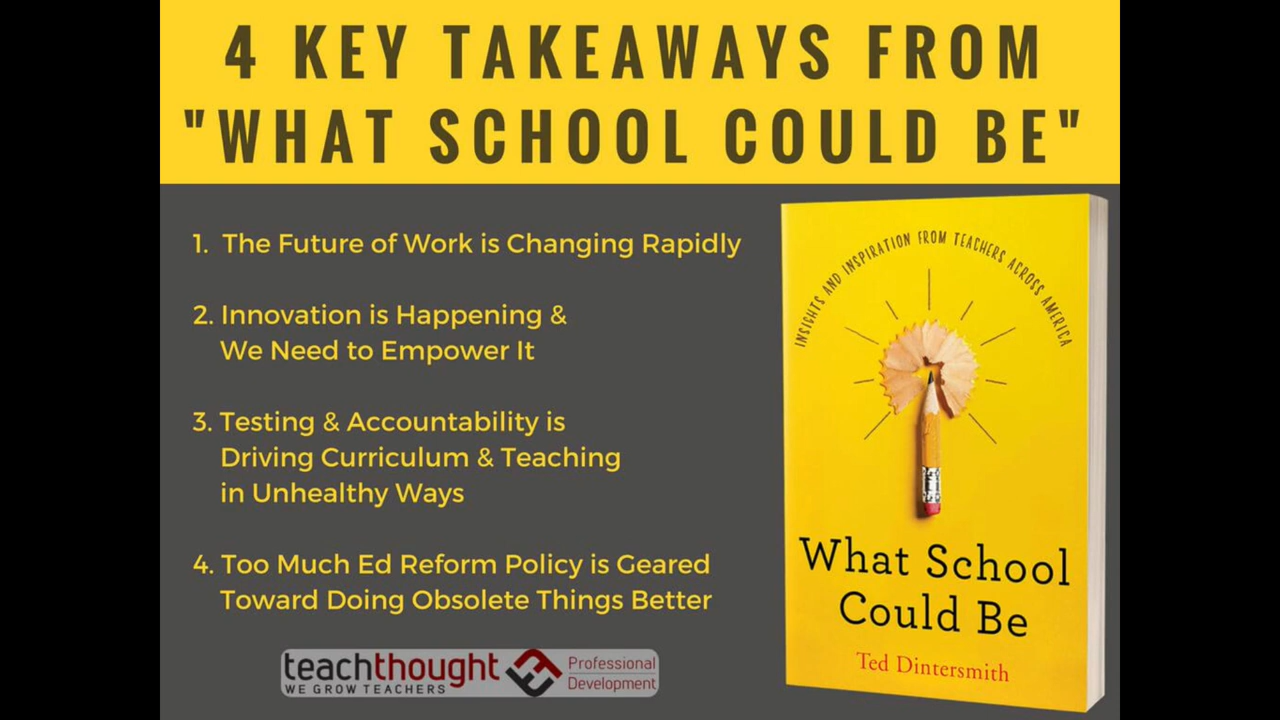 4 KEY TAKEAWAYS FROM
"WHAT SCHOOL COULD BE"
1. The Future of Work is Changing Rapidly
2. Innovation is Happening &
We Need to Empower It
3. Testing & Accountability is
Driving Curriculum & Teaching
in Unhealthy Ways
4. Too Much Ed Reform Policy is Geared
Toward Doing Obsolete Things Better
teachthought
WE GROW TEACHERS
Professional
Development
INSIGHTS AND INSPIRATION FROM TEACHERS ACROSS AMERICA
What School
Could Be
Ted Dintersmith